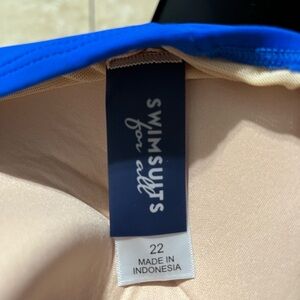 SWIMSUITS
for all
22
MADE IN
INDONESIA